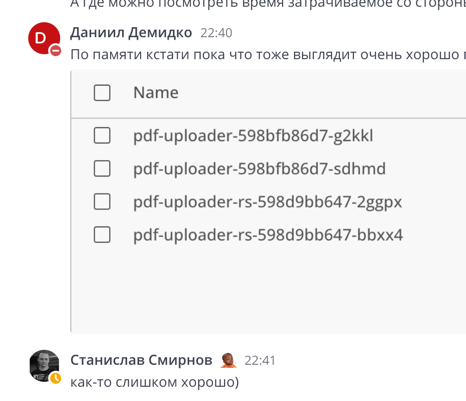 А где можно посмотреть время затрачиваемое со сторон
Даниил Демидко 22:40
D
По памяти кстати пока что тоже выглядит очень хорошо
Name
pdf-uploader-598bfb86d7-g2kkl
pdf-uploader-598bfb86d7-sdhmd
pdf-uploader-rs-598d9bb647-2ggpx
pdf-uploader-rs-598d9bb647-bbxx4
Станислав Смирнов 22:41
как-то слишком хорошо)